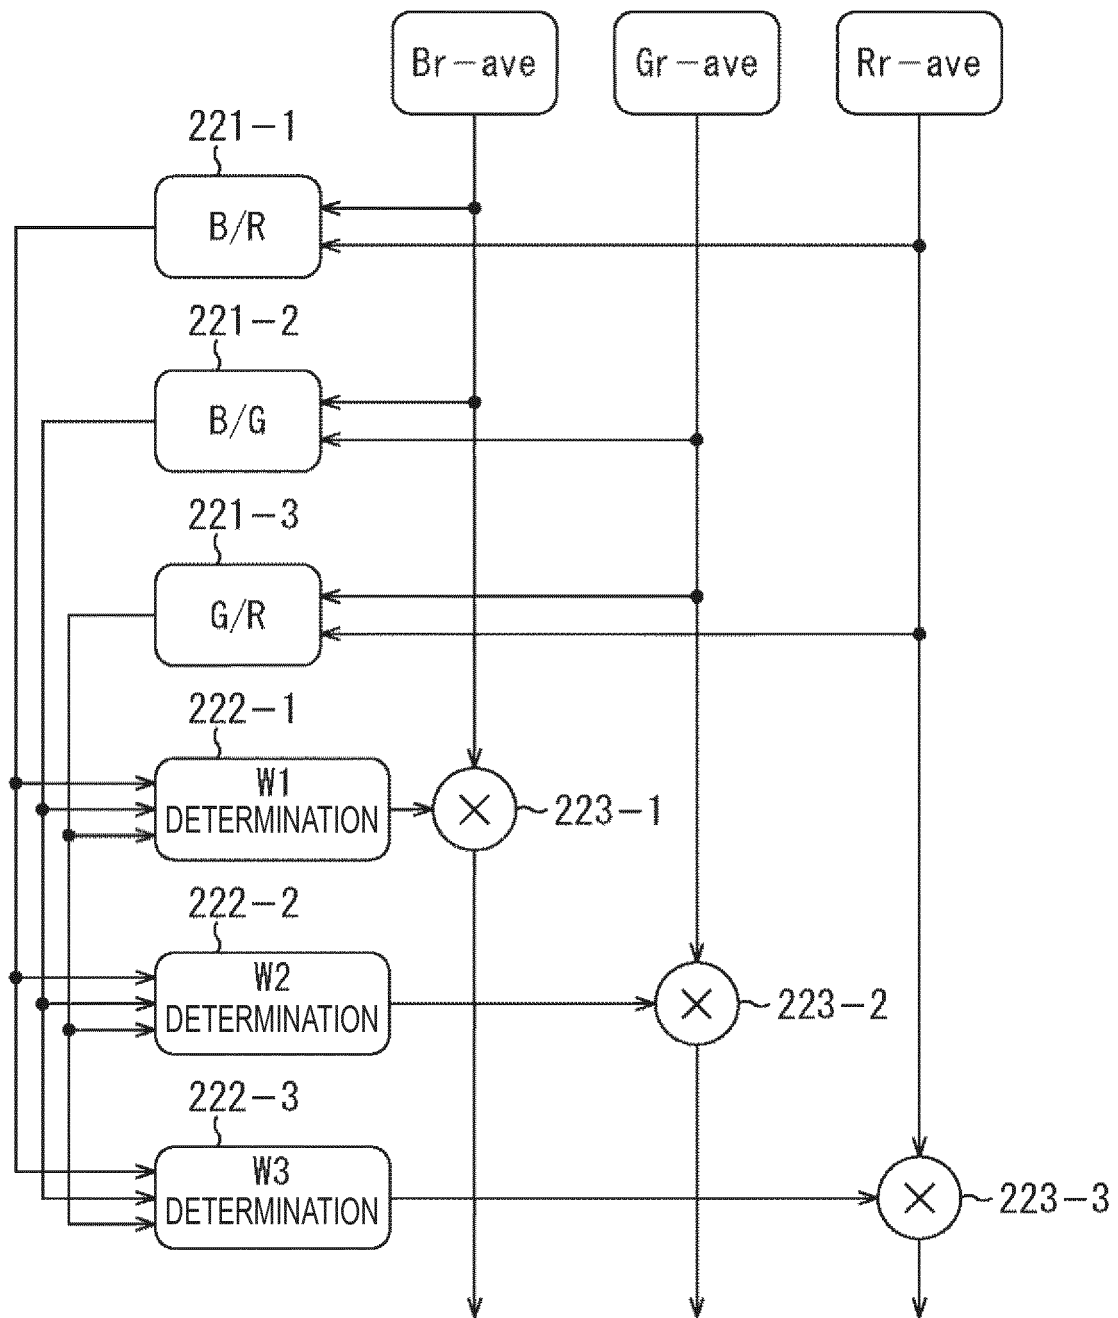 Br-ave
Gr-ave
Rr-ave
221-1
B/R
221-2
B/G
221-3
G/R
222-1
W1
DETERMINATION
223-1
222-2
W2
DETERMINATION
223-2
222-3
W3
DETERMINATION
223-3